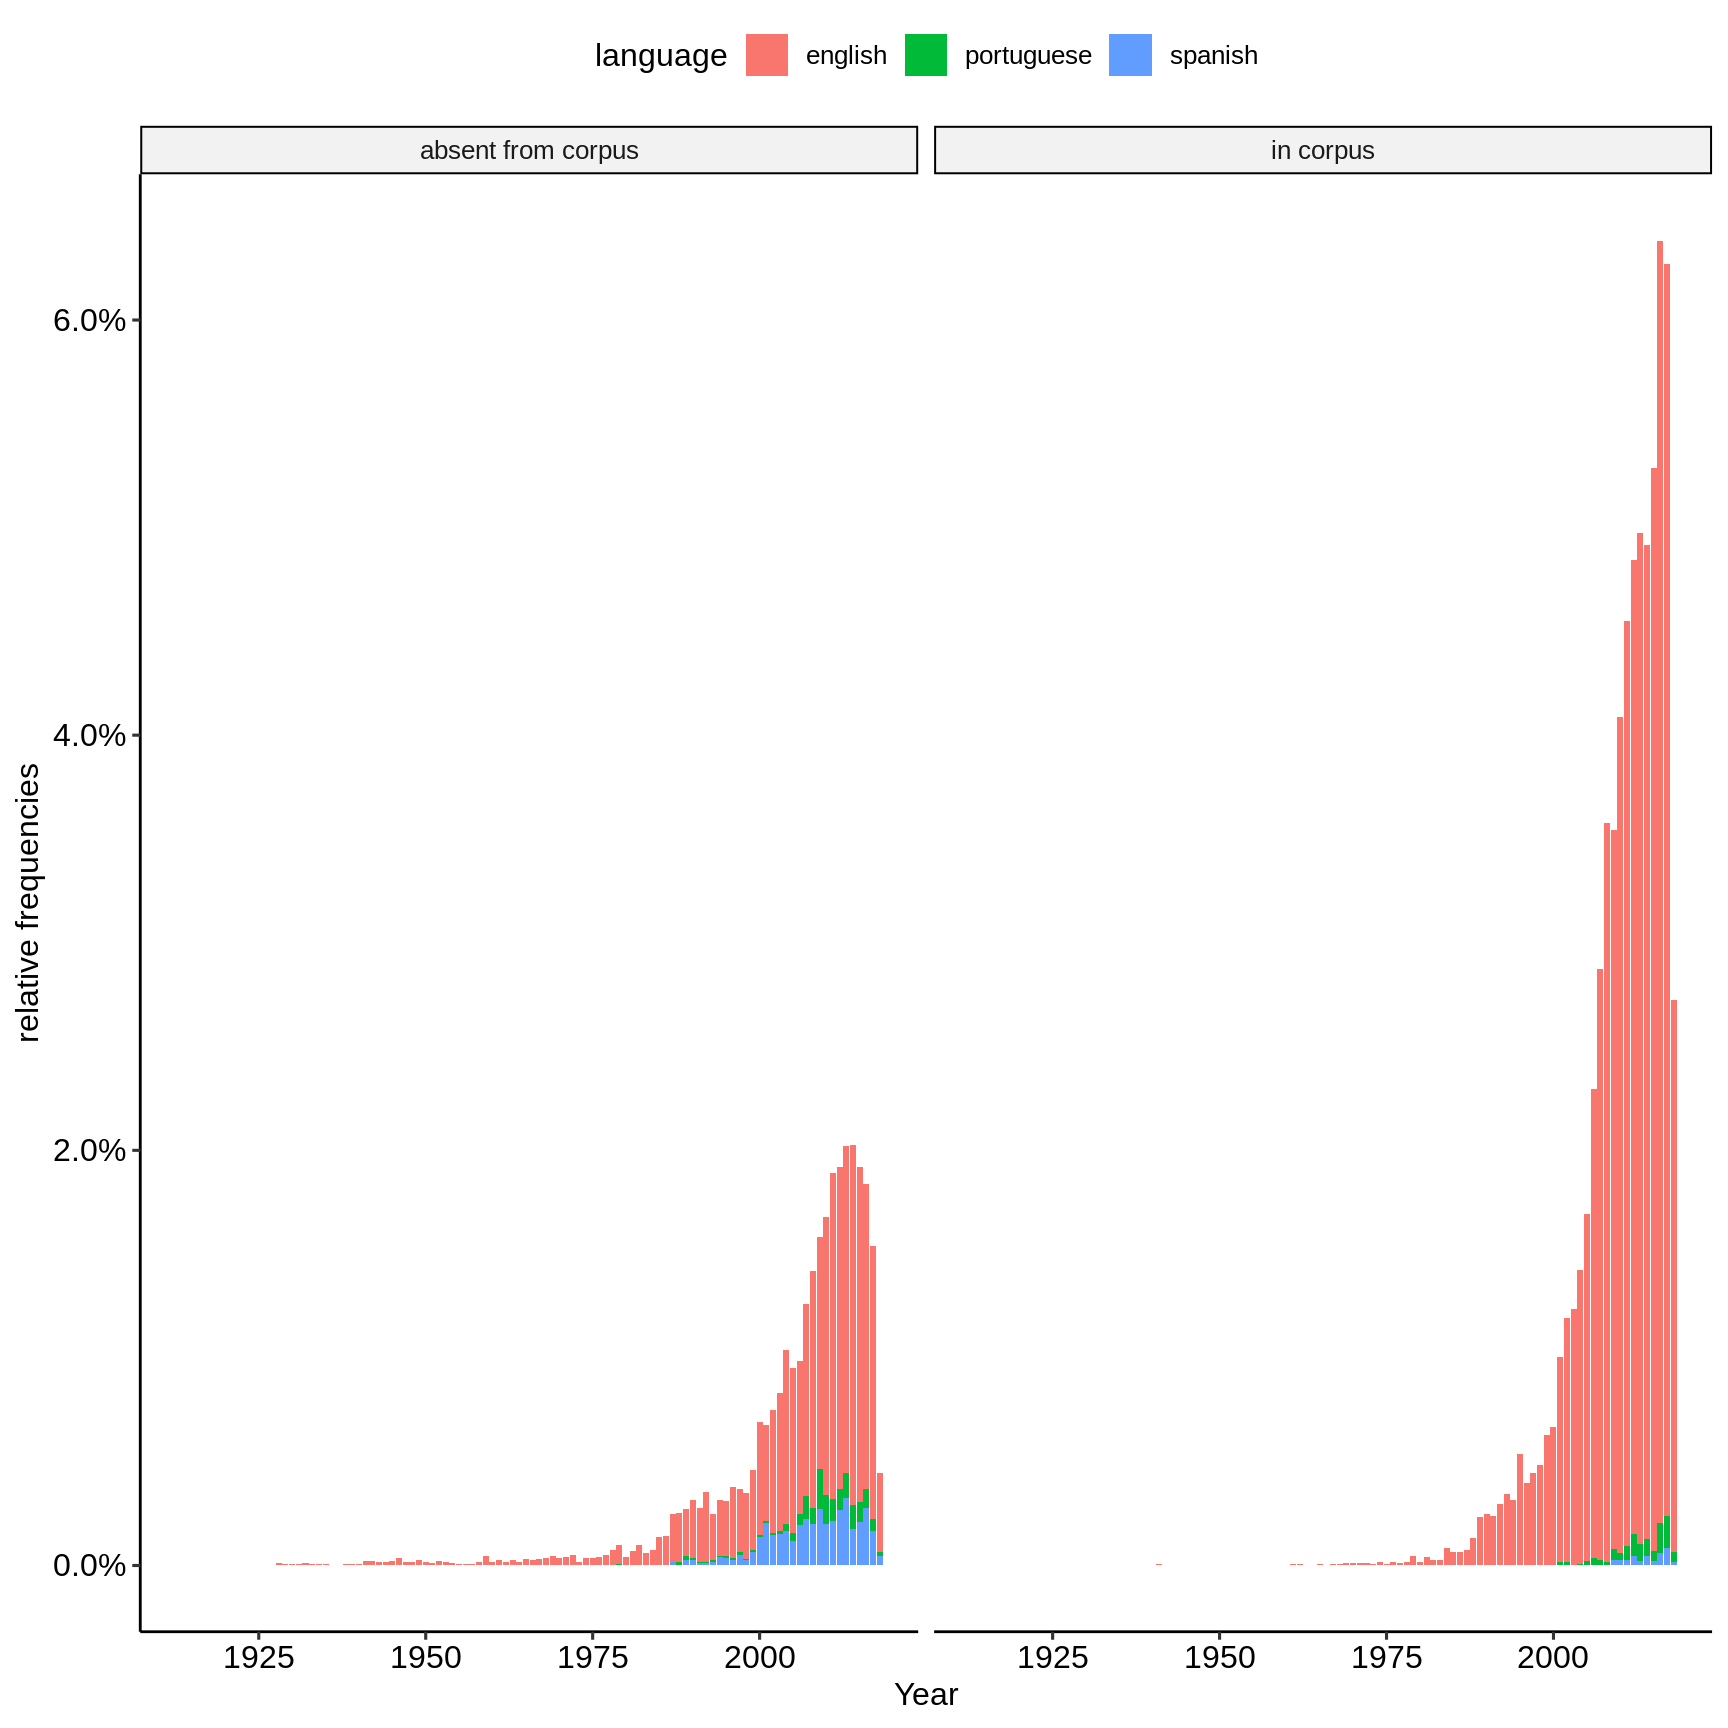 language english portuguese spanish
absent from corpus in corpus
6.0%
4.0%
2.0%
0.0%
relative frequencies
1925 1950 1975 2000 1925 1950 1975 2000
Year